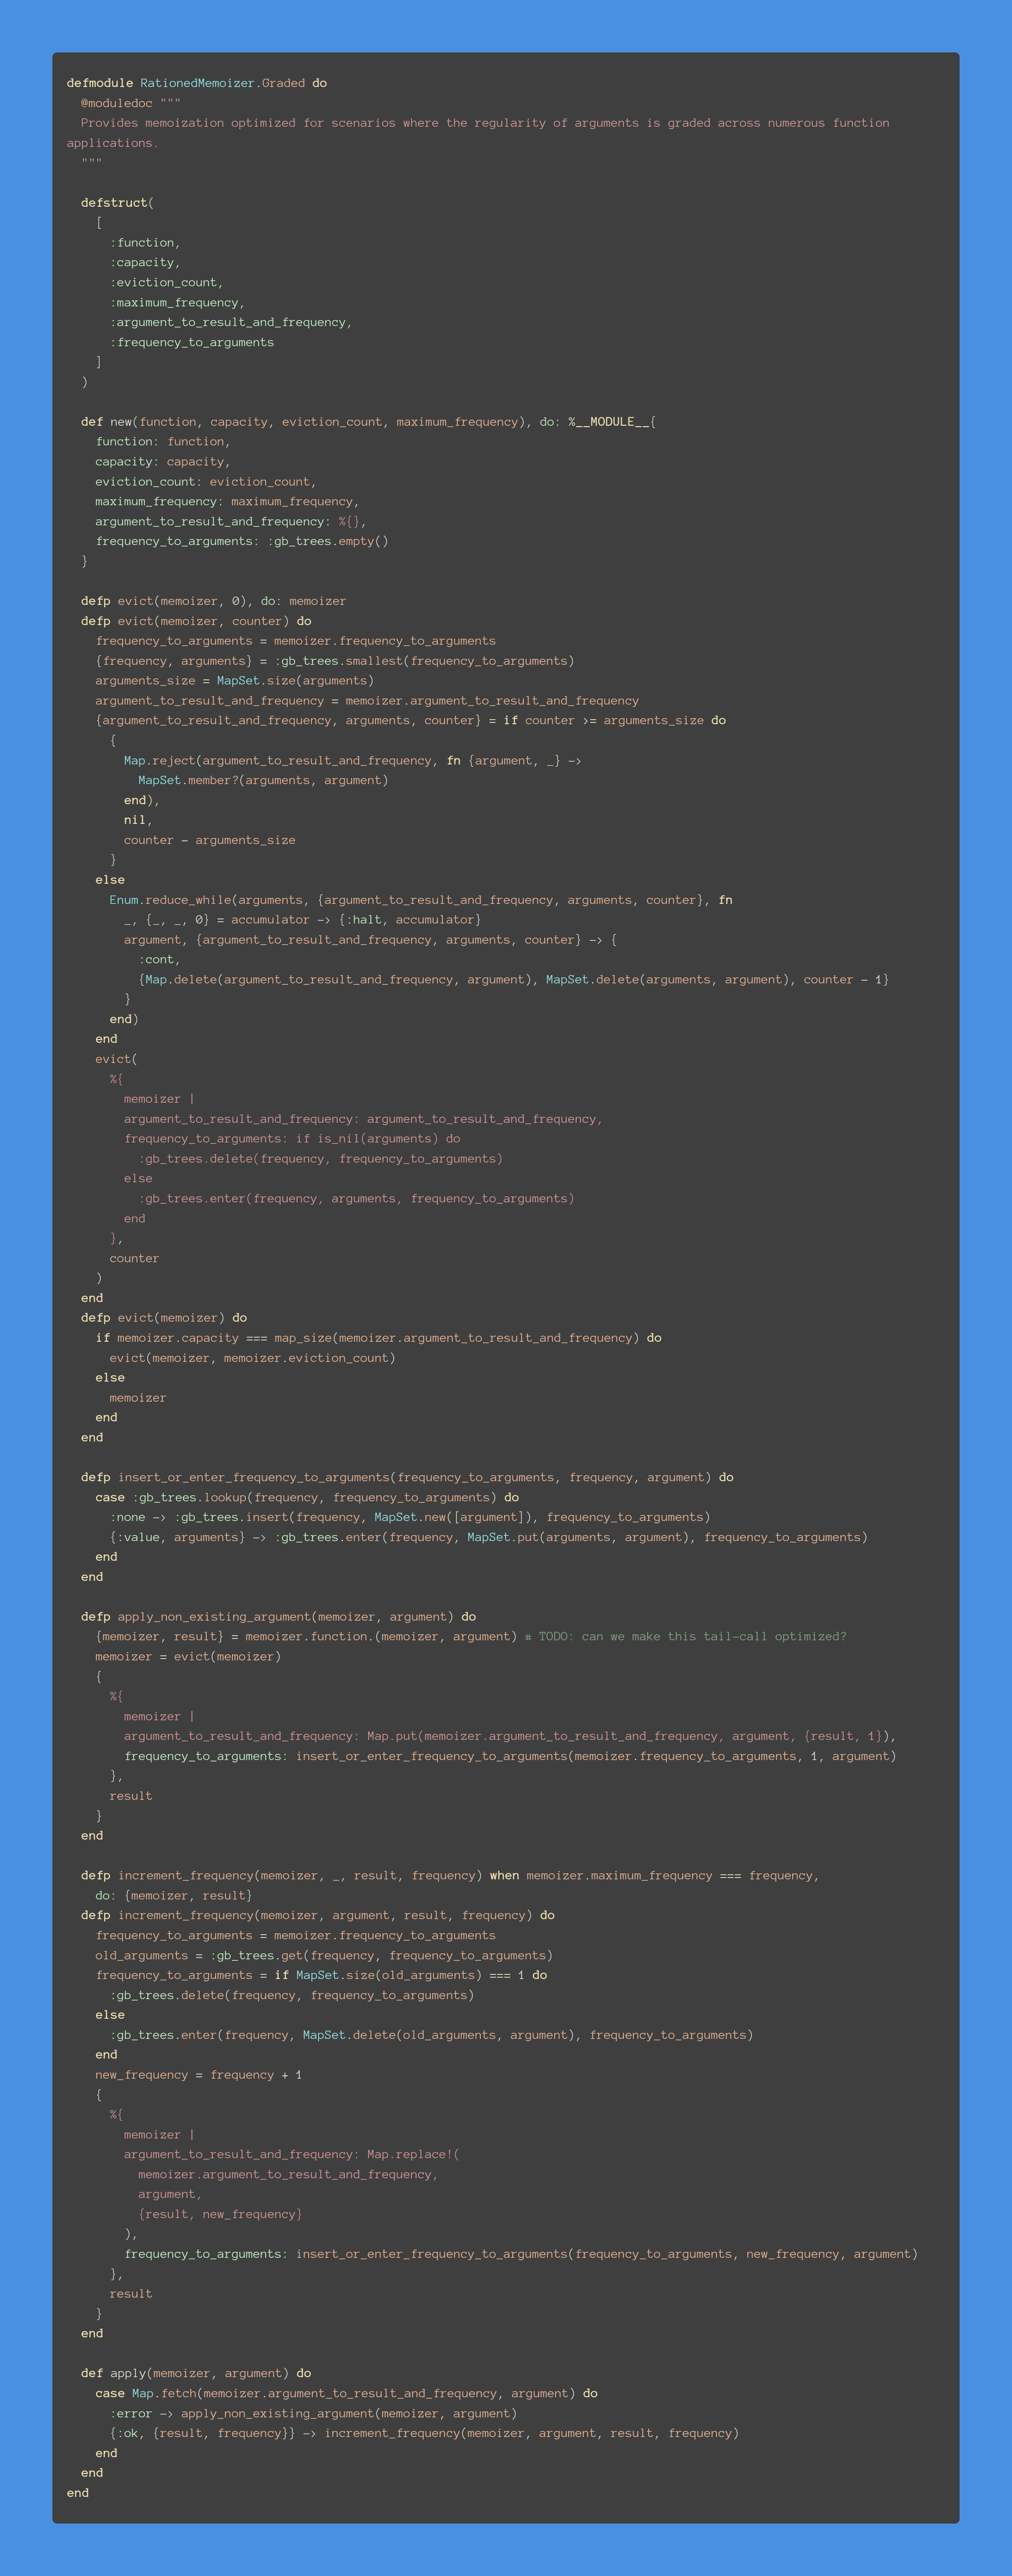 defmodule RationedMemoizer.Graded do
  @moduledoc """
  Provides memoization optimized for scenarios where the regularity of arguments is graded across numerous function
applications.
  """

  defstruct(
    [
      :function,
      :capacity,
      :eviction_count,
      :maximum_frequency,
      :argument_to_result_and_frequency,
      :frequency_to_arguments
    ]
  )

  def new(function, capacity, eviction_count, maximum_frequency), do: %__MODULE__{
    function: function,
    capacity: capacity,
    eviction_count: eviction_count,
    maximum_frequency: maximum_frequency,
    argument_to_result_and_frequency: %{},
    frequency_to_arguments: :gb_trees.empty()
  }

  defp evict(memoizer, 0), do: memoizer
  defp evict(memoizer, counter) do
    frequency_to_arguments = memoizer.frequency_to_arguments
    {frequency, arguments} = :gb_trees.smallest(frequency_to_arguments)
    arguments_size = MapSet.size(arguments)
    argument_to_result_and_frequency = memoizer.argument_to_result_and_frequency
    {argument_to_result_and_frequency, arguments, counter} = if counter >= arguments_size do
      {
        Map.reject(argument_to_result_and_frequency, fn {argument, _} ->
          MapSet.member?(arguments, argument)
        end),
        nil,
        counter - arguments_size
      }
    else
      Enum.reduce_while(arguments, {argument_to_result_and_frequency, arguments, counter}, fn
        _, {_, _, 0} = accumulator -> {:halt, accumulator}
        argument, {argument_to_result_and_frequency, arguments, counter} -> {
          :cont,
          {Map.delete(argument_to_result_and_frequency, argument), MapSet.delete(arguments, argument), counter - 1}
        }
      end)
    end
    evict(
      %{
        memoizer |
        argument_to_result_and_frequency: argument_to_result_and_frequency,
        frequency_to_arguments: if is_nil(arguments) do
          :gb_trees.delete(frequency, frequency_to_arguments)
        else
          :gb_trees.enter(frequency, arguments, frequency_to_arguments)
        end
      },
      counter
    )
  end
  defp evict(memoizer) do
    if memoizer.capacity === map_size(memoizer.argument_to_result_and_frequency) do
      evict(memoizer, memoizer.eviction_count)
    else
      memoizer
    end
  end

  defp insert_or_enter_frequency_to_arguments(frequency_to_arguments, frequency, argument) do
    case :gb_trees.lookup(frequency, frequency_to_arguments) do
      :none -> :gb_trees.insert(frequency, MapSet.new([argument]), frequency_to_arguments)
      {:value, arguments} -> :gb_trees.enter(frequency, MapSet.put(arguments, argument), frequency_to_arguments)
    end
  end

  defp apply_non_existing_argument(memoizer, argument) do
    {memoizer, result} = memoizer.function.(memoizer, argument) # TODO: can we make this tail-call optimized?
    memoizer = evict(memoizer)
    {
      %{
        memoizer |
        argument_to_result_and_frequency: Map.put(memoizer.argument_to_result_and_frequency, argument, {result, 1}),
        frequency_to_arguments: insert_or_enter_frequency_to_arguments(memoizer.frequency_to_arguments, 1, argument)
      },
      result
    }
  end

  defp increment_frequency(memoizer, _, result, frequency) when memoizer.maximum_frequency === frequency,
    do: {memoizer, result}
  defp increment_frequency(memoizer, argument, result, frequency) do
    frequency_to_arguments = memoizer.frequency_to_arguments
    old_arguments = :gb_trees.get(frequency, frequency_to_arguments)
    frequency_to_arguments = if MapSet.size(old_arguments) === 1 do
      :gb_trees.delete(frequency, frequency_to_arguments)
    else
      :gb_trees.enter(frequency, MapSet.delete(old_arguments, argument), frequency_to_arguments)
    end
    new_frequency = frequency + 1
    {
      %{
        memoizer |
        argument_to_result_and_frequency: Map.replace!(
          memoizer.argument_to_result_and_frequency,
          argument,
          {result, new_frequency}
        ),
        frequency_to_arguments: insert_or_enter_frequency_to_arguments(frequency_to_arguments, new_frequency, argument)
      },
      result
    }
  end

  def apply(memoizer, argument) do
    case Map.fetch(memoizer.argument_to_result_and_frequency, argument) do
      :error -> apply_non_existing_argument(memoizer, argument)
      {:ok, {result, frequency}} -> increment_frequency(memoizer, argument, result, frequency)
    end
  end
end